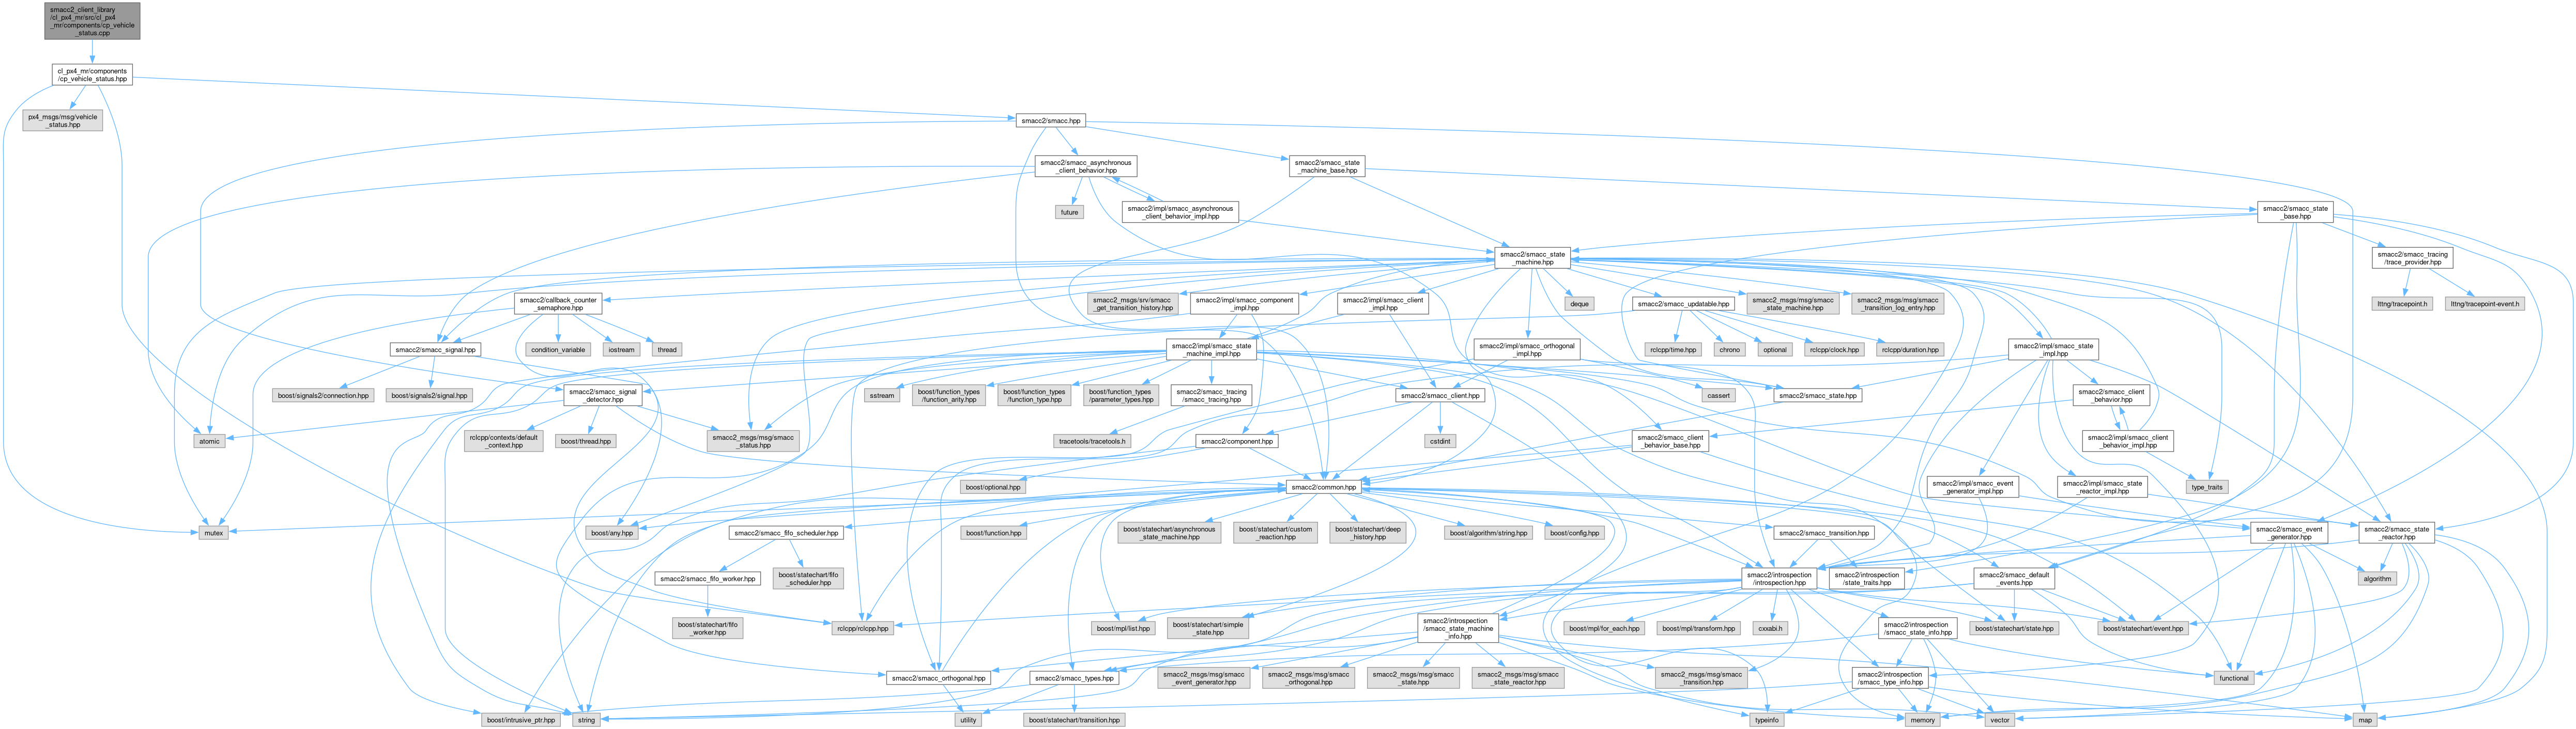 smacc2_client_library
/cl_px4_mr/src/cl_px4
_mr/components/cp_vehicle
_status.cpp
cl_px4_mr/components
/cp_vehicle_status.hpp
px4_msgs/msg/vehicle
_status.hpp
smacc2/smacc.hpp
smacc2/smacc_asynchronous
_client_behavior.hpp
smacc2/smacc_state
_machine_base.hpp
future
smacc2/impl/smacc_asynchronous
_client_behavior_impl.hpp
smacc2/smacc_state
_base.hpp
smacc2/smacc_state
_machine.hpp
smacc2/smacc_tracing
/trace_provider.hpp
smacc2/callback_counter
_semaphore.hpp
smacc2_msgs/srv/smacc
_get_transition_history.hpp
smacc2/impl/smacc_component
_impl.hpp
smacc2/impl/smacc_client
_impl.hpp
deque
smacc2/smacc_updatable.hpp
smacc2_msgs/msg/smacc
_state_machine.hpp
smacc2_msgs/msg/smacc
_transition_log_entry.hpp
lttng/tracepoint.h
lttng/tracepoint-event.h
smacc2/smacc_signal.hpp
condition_variable
iostream
thread
smacc2/impl/smacc_state
_machine_impl.hpp
smacc2/impl/smacc_orthogonal
_impl.hpp
rclcpp/time.hpp
chrono
optional
rclcpp/clock.hpp
rclcpp/duration.hpp
smacc2/impl/smacc_state
_impl.hpp
boost/signals2/connection.hpp
boost/signals2/signal.hpp
smacc2/smacc_signal
_detector.hpp
sstream
boost/function_types
/function_arity.hpp
boost/function_types
/function_type.hpp
boost/function_types
/parameter_types.hpp
smacc2/smacc_tracing
/smacc_tracing.hpp
smacc2/smacc_client.hpp
cassert
smacc2/smacc_state.hpp
smacc2/smacc_client
_behavior.hpp
atomic
rclcpp/contexts/default
_context.hpp
boost/thread.hpp
smacc2_msgs/msg/smacc
_status.hpp
tracetools/tracetools.h
smacc2/component.hpp
cstdint
smacc2/smacc_client
_behavior_base.hpp
smacc2/impl/smacc_client
_behavior_impl.hpp
boost/optional.hpp
smacc2/common.hpp
smacc2/impl/smacc_event
_generator_impl.hpp
smacc2/impl/smacc_state
_reactor_impl.hpp
type_traits
mutex
boost/any.hpp
smacc2/smacc_fifo_scheduler.hpp
boost/function.hpp
boost/statechart/asynchronous
_state_machine.hpp
boost/statechart/custom
_reaction.hpp
boost/statechart/deep
_history.hpp
boost/algorithm/string.hpp
boost/config.hpp
smacc2/smacc_transition.hpp
smacc2/smacc_event
_generator.hpp
smacc2/smacc_state
_reactor.hpp
smacc2/smacc_fifo_worker.hpp
boost/statechart/fifo
_scheduler.hpp
smacc2/introspection
/introspection.hpp
smacc2/introspection
/state_traits.hpp
smacc2/smacc_default
_events.hpp
algorithm
boost/statechart/fifo
_worker.hpp
rclcpp/rclcpp.hpp
boost/mpl/list.hpp
boost/statechart/simple
_state.hpp
smacc2/introspection
/smacc_state_machine
_info.hpp
boost/mpl/for_each.hpp
boost/mpl/transform.hpp
cxxabi.h
smacc2/introspection
/smacc_state_info.hpp
boost/statechart/state.hpp
boost/statechart/event.hpp
smacc2/smacc_orthogonal.hpp
smacc2/smacc_types.hpp
smacc2_msgs/msg/smacc
_event_generator.hpp
smacc2_msgs/msg/smacc
_orthogonal.hpp
smacc2_msgs/msg/smacc
_state.hpp
smacc2_msgs/msg/smacc
_state_reactor.hpp
smacc2_msgs/msg/smacc
_transition.hpp
smacc2/introspection
/smacc_type_info.hpp
functional
boost/intrusive_ptr.hpp
string
utility
boost/statechart/transition.hpp
typeinfo
memory
vector
map